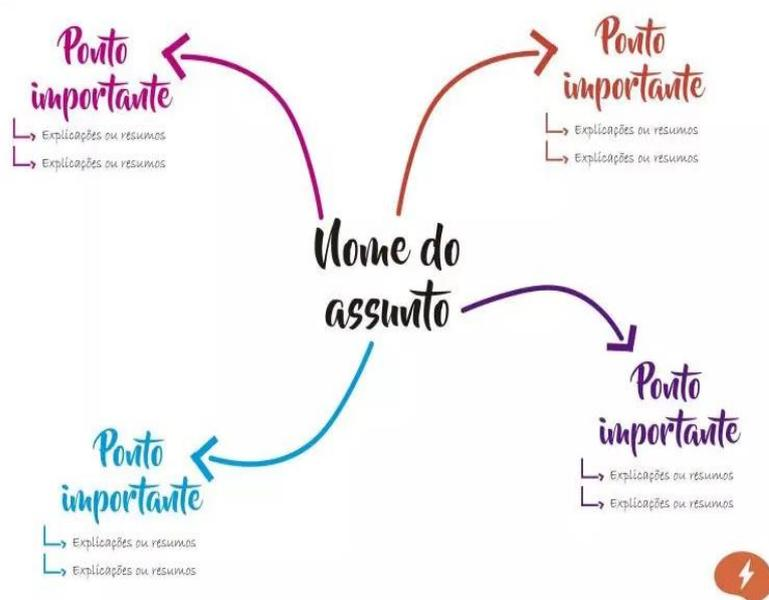 Ponto
importante
Explicações ou resumos
Explicações ou resumos
Ponto
importante
Explicações ou resumos
Explicações ou resumos
Nome do
assunto
Ponto
importante
Explicações ou resumos
Explicações ou resumos
Ponto
importante
Explicações ou resumos
Explicações ou resumos